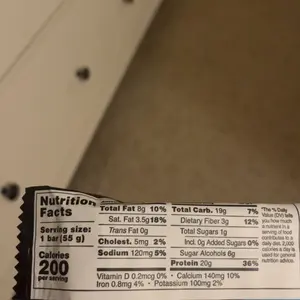 Nutrition Facts
Serving size:
1 bar (55 g)
Calories
200
per serving
Total Fat 8g 10%
Sat. Fat 3.5g 18%
Trans Fat 0g
Cholest. 5mg 2%
Sodium 120mg 5%
Total Carb. 19g 7%
Dietary Fiber 3g 12%
Total Sugars 1g
Incl. 0g Added Sugars 0%
Sugar Alcohols 6g
Protein 20g 36%
Vitamin D 0.2mcg 0% • Calcium 140mg 10%
Iron 0.8mg 4% • Potassium 100mg 2%
*The % Daily
Value (DV) tells
you how much
a nutrient in a
serving of food
contributes to a
daily diet. 2,000
calories a day is
used for general
nutrition advice.